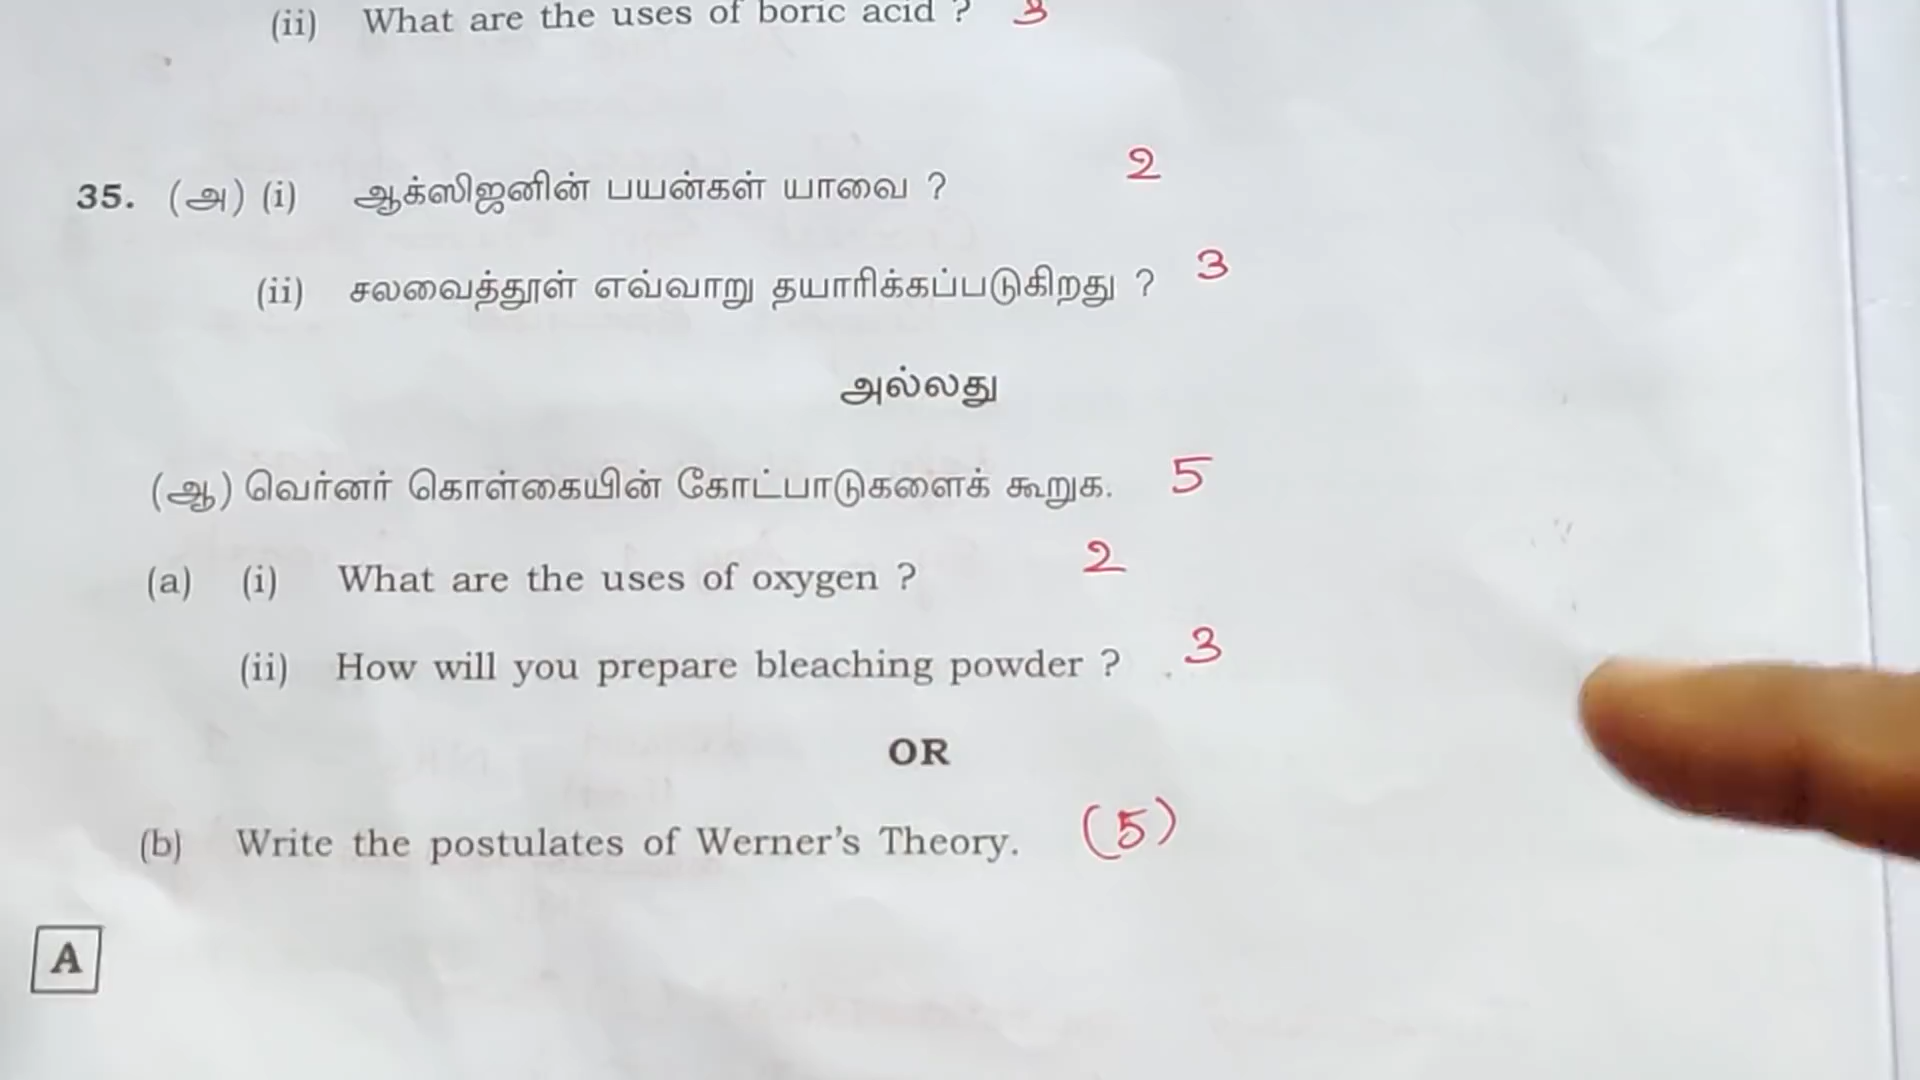 (ii) What are the uses of boric acid ? 3
35. (அ) (i) ஆக்ஸிஜனின் பயன்கள் யாவை ? 2
(ii) சலவைத்தூள் எவ்வாறு தயாரிக்கப்படுகிறது ? 3
அல்லது
(ஆ) வெர்னர் கொள்கையின் கோட்பாடுகளைக் கூறுக. 5
(a) (i) What are the uses of oxygen ? 2
(ii) How will you prepare bleaching powder ? 3
OR
(b) Write the postulates of Werner's Theory. (5)
A